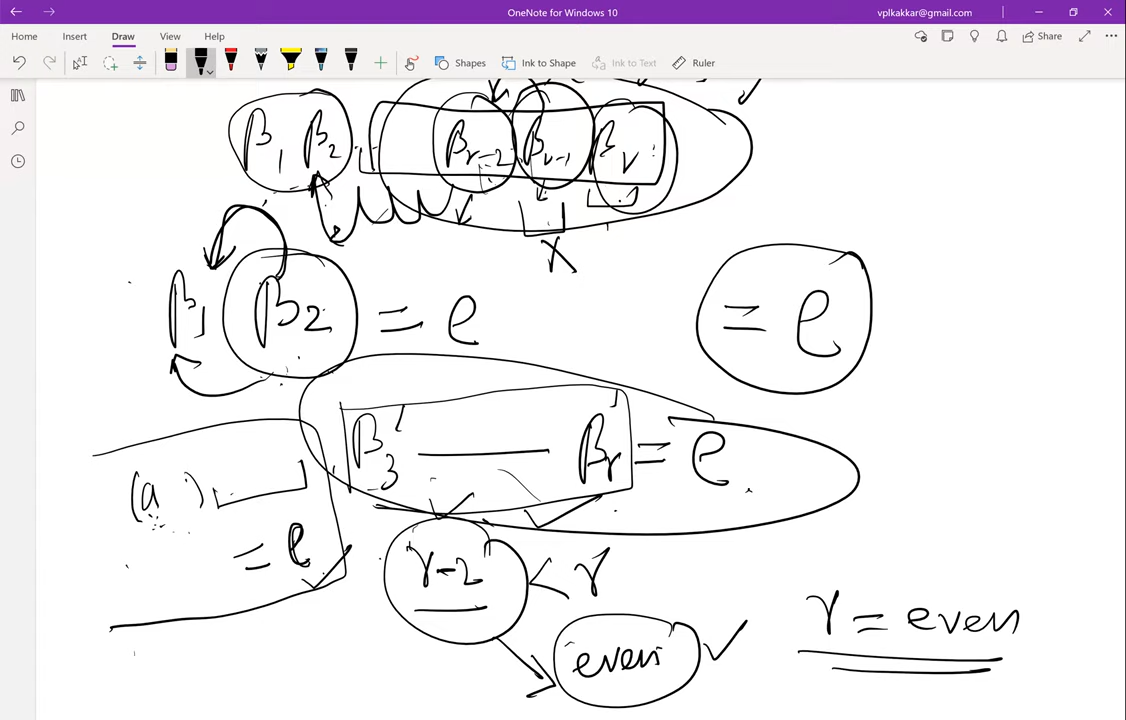 OneNote for Windows 10
vplkakkar@gmail.com
Home Insert Draw View Help
Share
Shapes
Ink to Shape
Ink to Text
Ruler
β1 β2 βr-2 βr-1 βr
x
β1 β2 = e
= e
β3 — βr = e
(a )
= e
r-2 < r
even
r = even